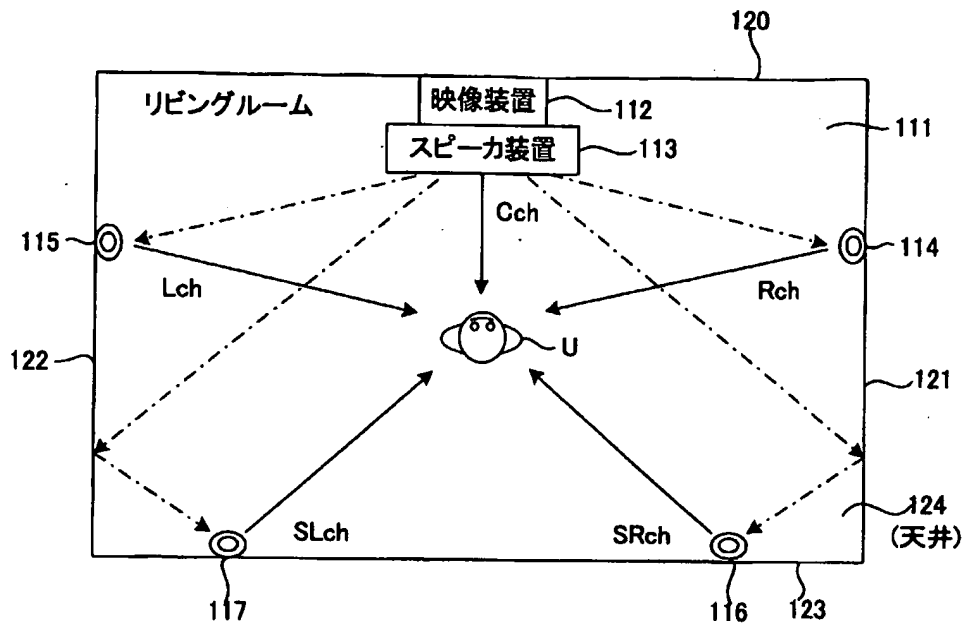 120
リビングルーム
映像装置
112
111
スピーカ装置
113
Cch
115
114
Lch
Rch
U
122
121
SLch
SRch
124
(天井)
117
116
123